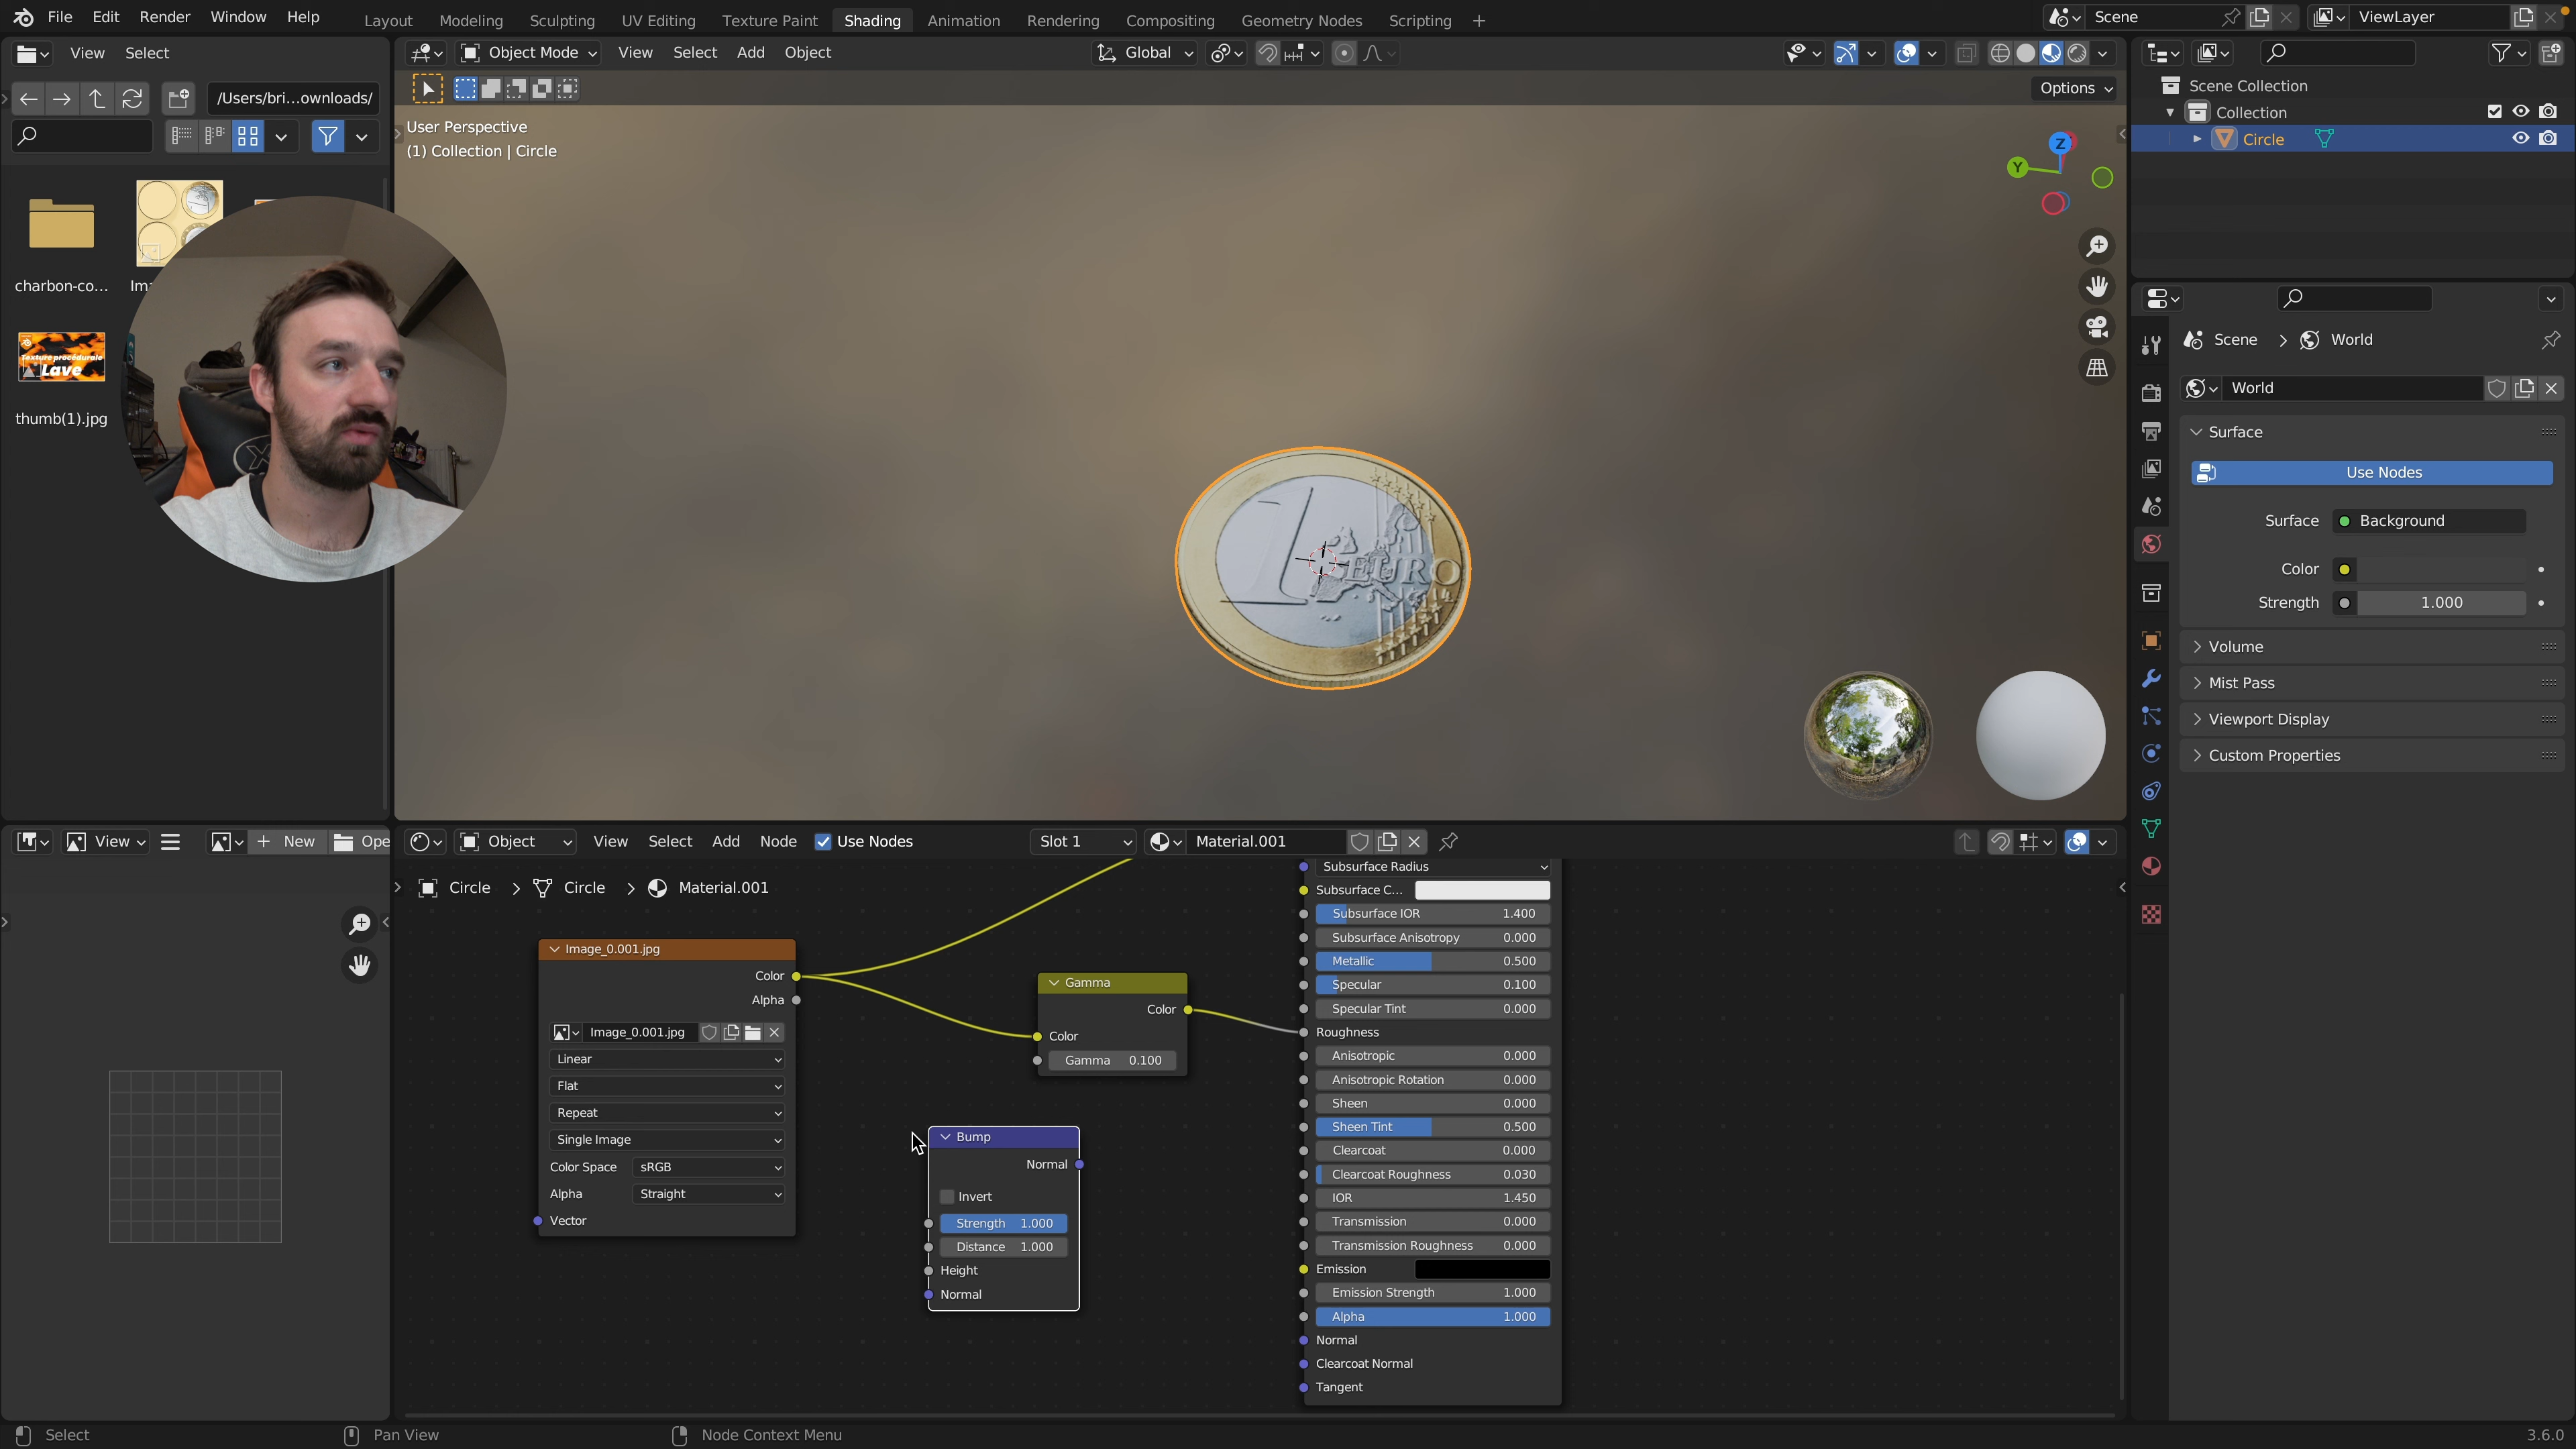 File Edit Render Window Help
Layout Modeling Sculpting UV Editing Texture Paint Shading Animation Rendering Compositing Geometry Nodes Scripting +
Scene
ViewLayer
View Select
/Users/bri...ownloads/
charbon-co...
Ima
Texture procédurale
Lave
thumb(1).jpg
Object Mode View Select Add Object
Global
Options
User Perspective
(1) Collection | Circle
Z
Y
1
EURO
Scene Collection
Collection
Circle
Scene > World
World
Surface
Use Nodes
Surface Background
Color
Strength 1.000
Volume
Mist Pass
Viewport Display
Custom Properties
View
+ New
Ope
Object View Select Add Node Use Nodes
Slot 1
Material.001
Circle > Circle > Material.001
Image_0.001.jpg
Color
Alpha
Image_0.001.jpg
Linear
Flat
Repeat
Single Image
Color Space sRGB
Alpha Straight
Vector
Gamma
Color
Color
Gamma 0.100
Bump
Normal
Invert
Strength 1.000
Distance 1.000
Height
Normal
Subsurface Radius
Subsurface C...
Subsurface IOR 1.400
Subsurface Anisotropy 0.000
Metallic 0.500
Specular 0.100
Specular Tint 0.000
Roughness
Anisotropic 0.000
Anisotropic Rotation 0.000
Sheen 0.000
Sheen Tint 0.500
Clearcoat 0.000
Clearcoat Roughness 0.030
IOR 1.450
Transmission 0.000
Transmission Roughness 0.000
Emission
Emission Strength 1.000
Alpha 1.000
Normal
Clearcoat Normal
Tangent
Select
Pan View
Node Context Menu
3.6.0